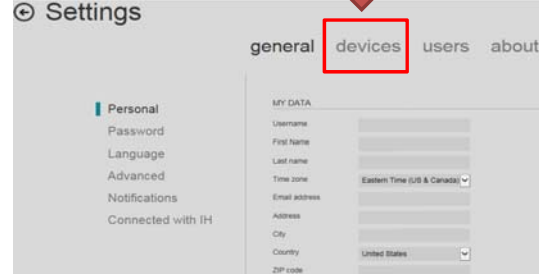 Settings
general devices users about
Personal
Password
Language
Advanced
Notifications
Connected with IH
MY DATA
Username
First Name
Last name
Time zone Eastern Time (US & Canada)
Email address
Address
City
Country United States
ZIP code